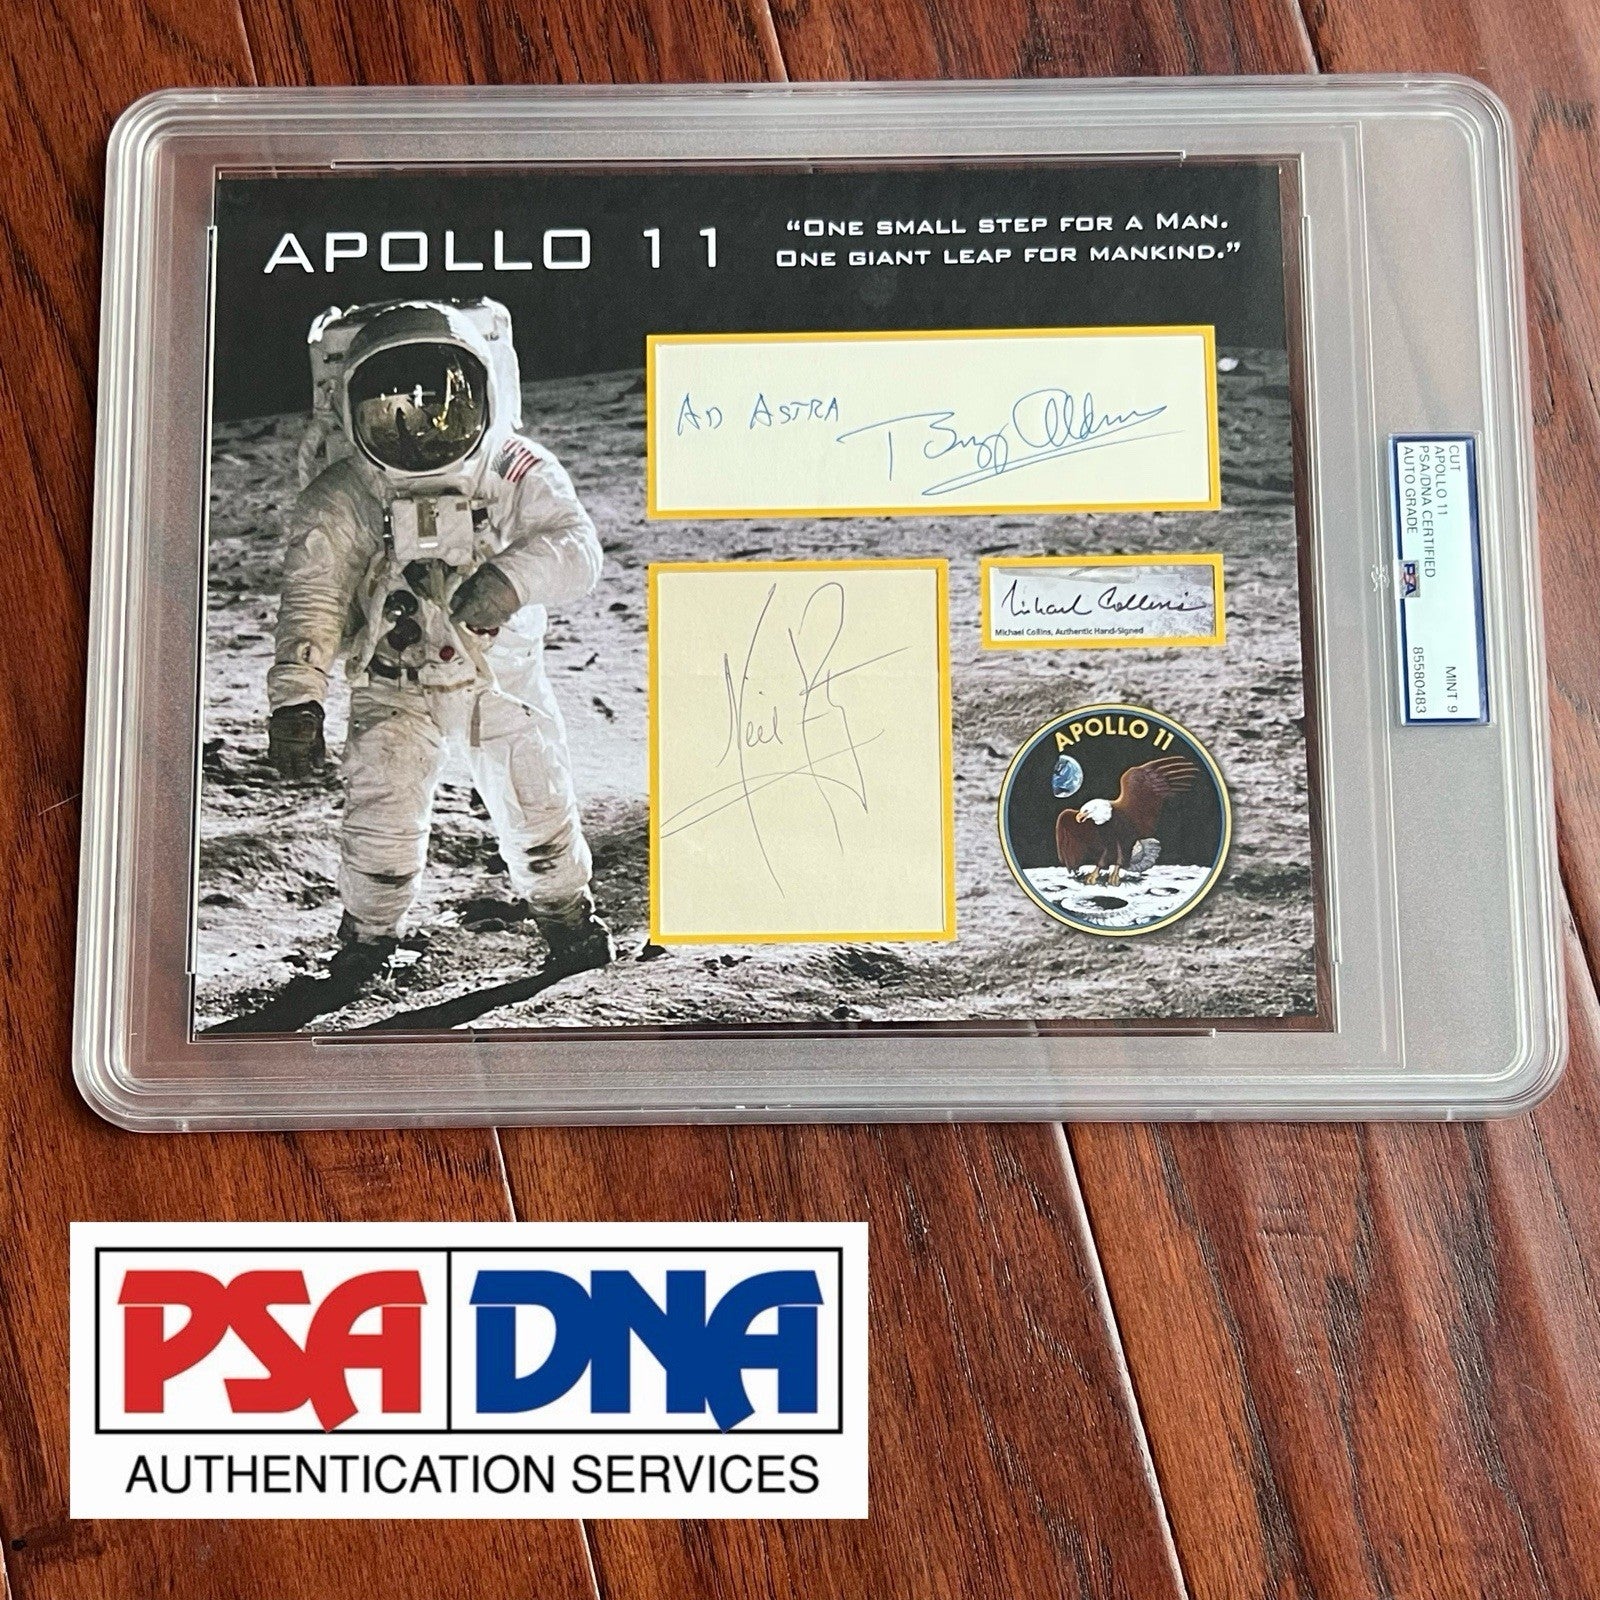 APOLLO 11
“ONE SMALL STEP FOR A MAN.
ONE GIANT LEAP FOR MANKIND.”
AD ASTRA Buzz Aldrin
Michael Collins
Michael Collins, Authentic Hand-Signed
Neil
APOLLO 11
CUT
APOLLO 11
PSA/DNA CERTIFIED
AUTO GRADE
MINT 9
85580483
PSA
PSA DNA
AUTHENTICATION SERVICES